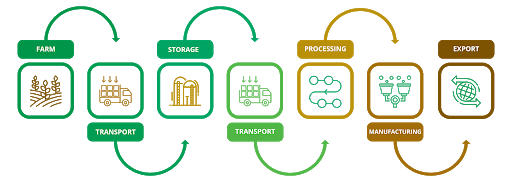 FARM
TRANSPORT
STORAGE
TRANSPORT
PROCESSING
MANUFACTURING
EXPORT